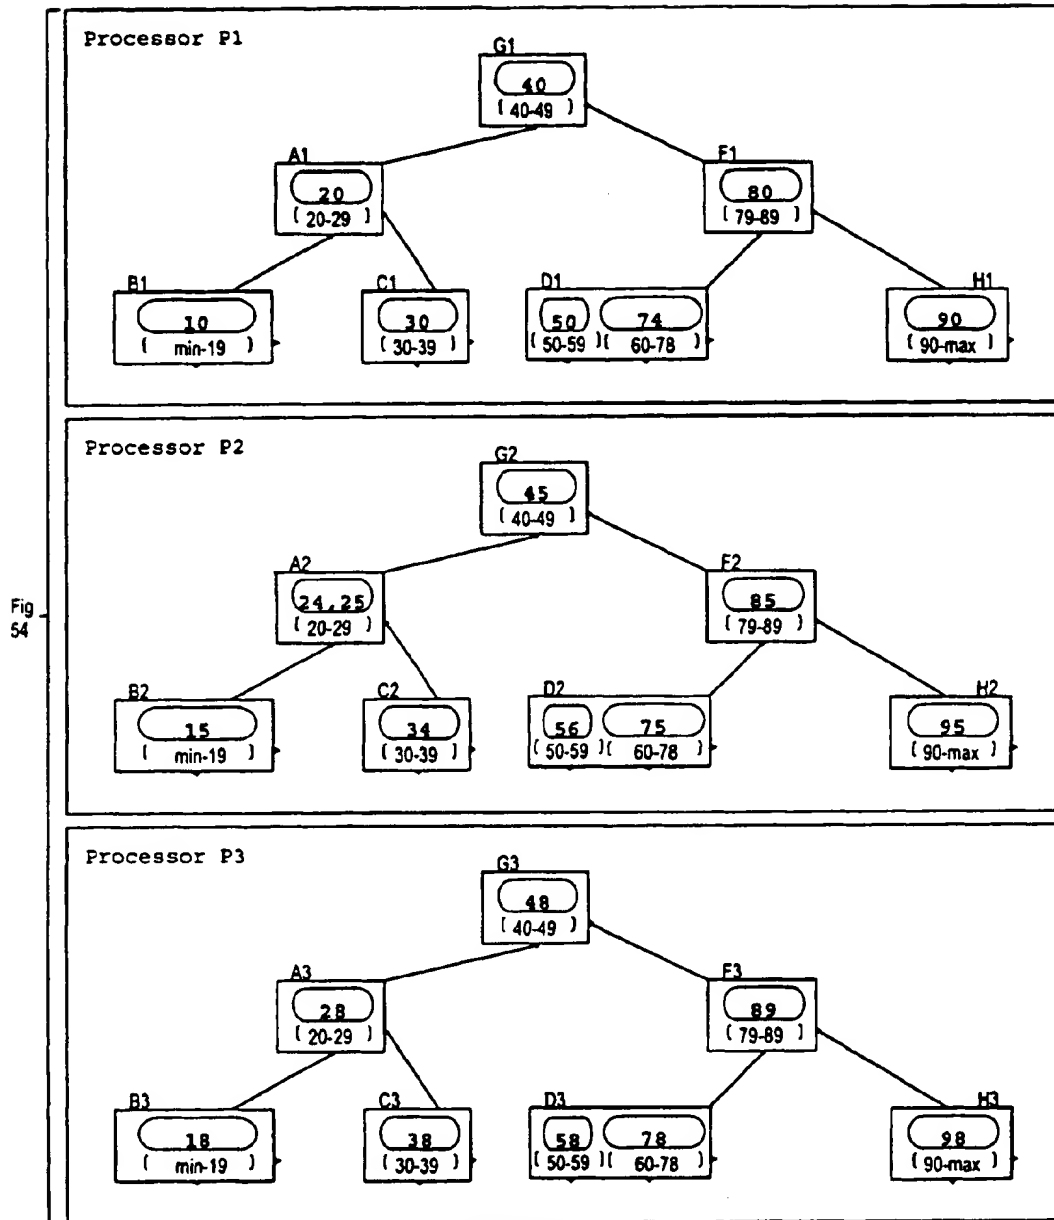 Processor P1
G1
40
( 40-49 )
A1
F1
20
80
( 20-29 )
( 79-89 )
B1
C1
D1
H1
10
30
50
74
90
( min-19 )
( 30-39 )
( 50-59 )( 60-78 )
( 90-max )
Processor P2
G2
45
( 40-49 )
A2
F2
24,25
85
( 20-29 )
( 79-89 )
Fig
54
B2
C2
D2
H2
15
34
56
75
95
( min-19 )
( 30-39 )
( 50-59 )( 60-78 )
( 90-max )
Processor P3
G3
48
( 40-49 )
A3
F3
28
89
( 20-29 )
( 79-89 )
B3
C3
D3
H3
18
38
58
78
98
( min-19 )
( 30-39 )
( 50-59 )( 60-78 )
( 90-max )